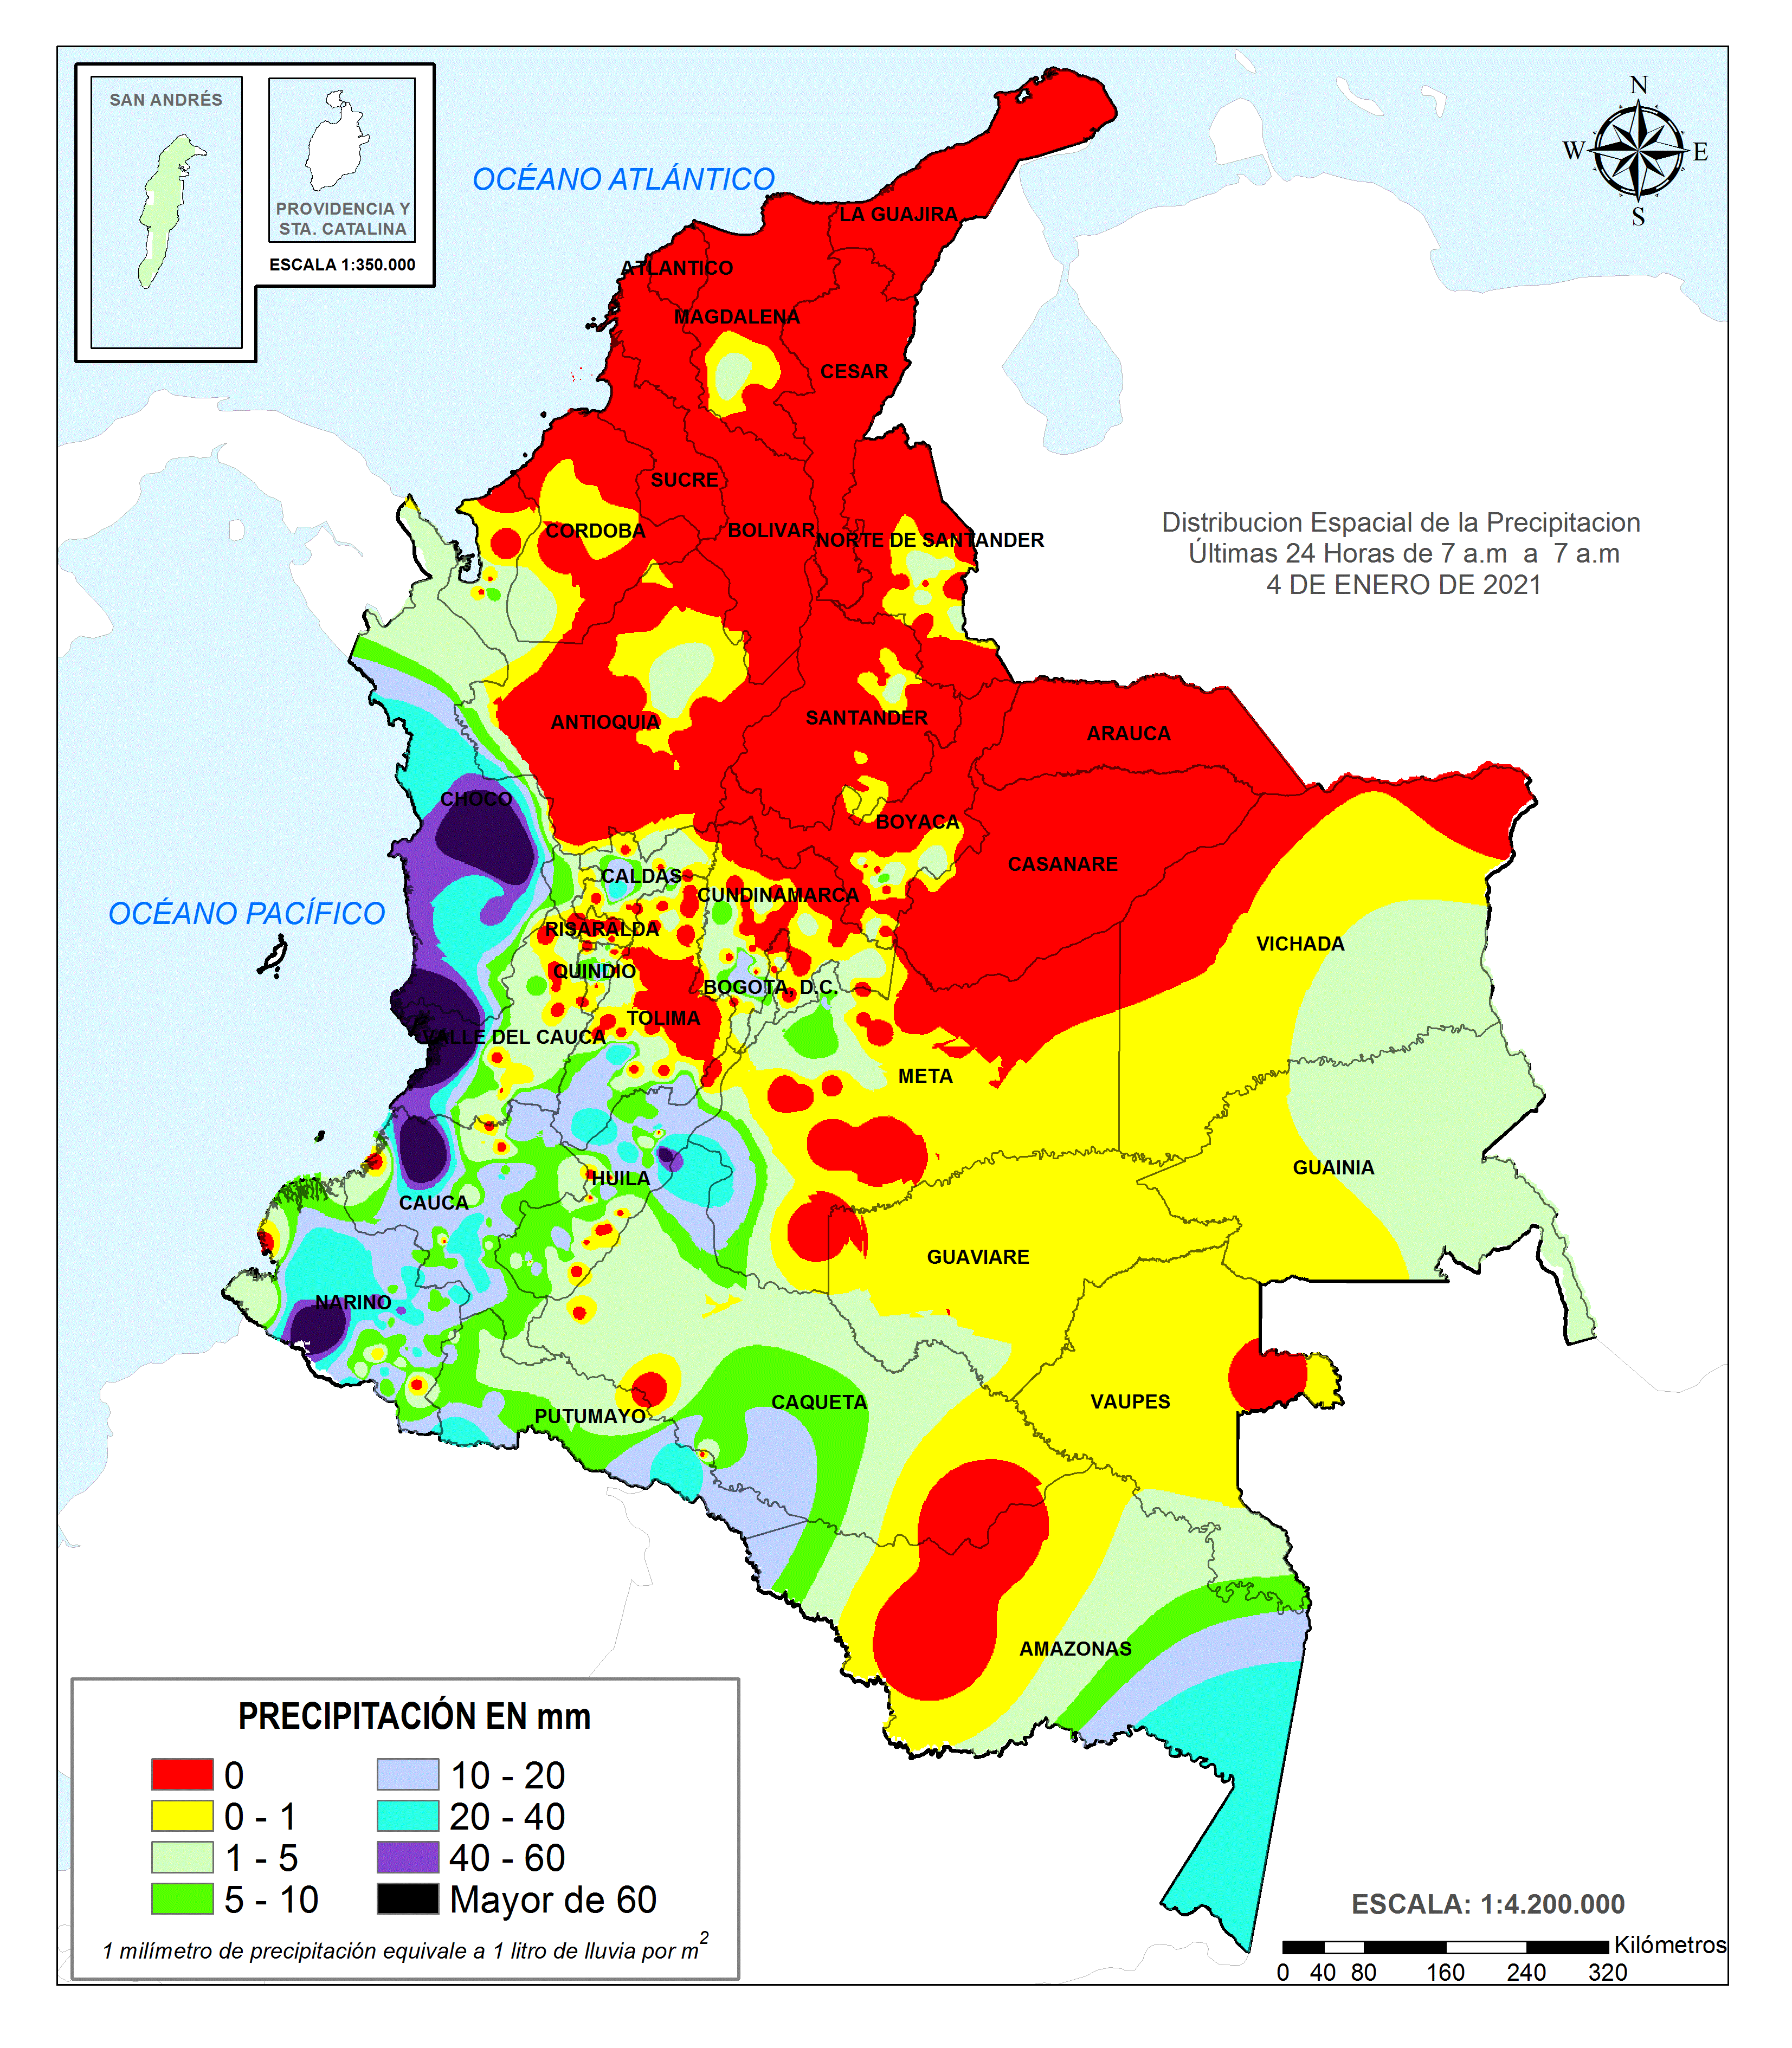 SAN ANDRÉS
PROVIDENCIA Y
STA. CATALINA
ESCALA 1:350.000
OCÉANO ATLÁNTICO
N
W
E
S
LA GUAJIRA
ATLANTICO
MAGDALENA
CESAR
SUCRE
CORDOBA
BOLIVAR
NORTE DE SANTANDER
Distribucion Espacial de la Precipitacion
Últimas 24 Horas de 7 a.m a 7 a.m
4 DE ENERO DE 2021
ANTIOQUIA
SANTANDER
ARAUCA
CHOCO
BOYACA
CASANARE
CALDAS
CUNDINAMARCA
OCÉANO PACÍFICO
RISARALDA
VICHADA
QUINDIO
BOGOTA, D.C.
TOLIMA
VALLE DEL CAUCA
META
GUAINIA
HUILA
CAUCA
GUAVIARE
NARINO
CAQUETA
VAUPES
PUTUMAYO
AMAZONAS
PRECIPITACIÓN EN mm
0
0 - 1
1 - 5
5 - 10
10 - 20
20 - 40
40 - 60
Mayor de 60
1 milímetro de precipitación equivale a 1 litro de lluvia por m2
ESCALA: 1:4.200.000
Kilómetros
0 40 80 160 240 320